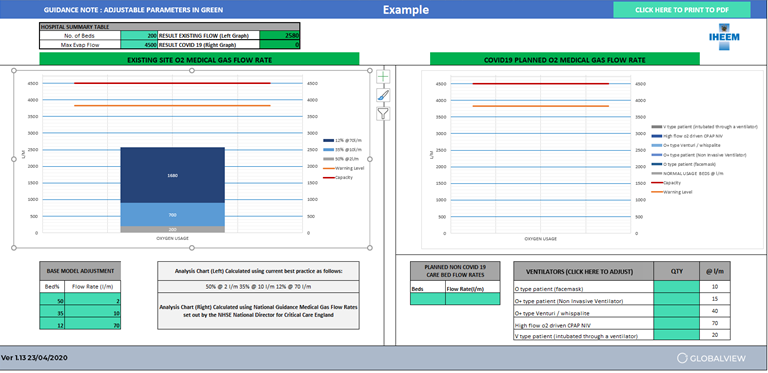 GUIDANCE NOTE : ADJUSTABLE PARAMETERS IN GREEN
Example
CLICK HERE TO PRINT TO PDF
HOSPITAL SUMMARY TABLE
No. of Beds 200 RESULT EXISTING FLOW (Left Graph) 2580
Max Evap Flow 4500 RESULT COVID 19 (Right Graph) 0
IHEEM
EXISTING SITE O2 MEDICAL GAS FLOW RATE
4500 4500
4000 4000
3500 3500
3000 3000
2500 2500
2000 2000
1500 1500
1000 1000
500 500
0 0
L/M
1680
700
200
OXYGEN USAGE
12% @70l/m
35% @10l/m
50% @2l/m
Warning Level
Capacity
COVID19 PLANNED O2 MEDICAL GAS FLOW RATE
4500 4500
4000 4000
3500 3500
3000 3000
2500 2500
2000 2000
1500 1500
1000 1000
500 500
0 0
L/M
OXYGEN USAGE
V type patient (intubated through a ventilator)
High flow o2 driven CPAP NIV
O+ type Venturi / whispalite
O+ type patient (Non Invasive Ventilator)
O type patient (facemask)
NORMAL USAGE BEDS @ l/m
Capacity
Warning Level
BASE MODEL ADJUSTMENT
Bed% Flow Rate (l/m)
50 2
35 10
12 70
Analysis Chart (Left) Calculated using current best practice as follows:
50% @ 2 l/m 35% @ 10 l/m 12% @ 70 l/m
Analysis Chart (Right) Calculated using National Guidance Medical Gas Flow Rates
set out by the NHSE National Director for Critical Care England
PLANNED NON COVID 19
CARE BED FLOW RATES
Beds Flow Rate(l/m)
VENTILATORS (CLICK HERE TO ADJUST) QTY @ l/m
O type patient (facemask) 10
O+ type patient (Non Invasive Ventilator) 15
O+ type Venturi / whispalite 40
High flow o2 driven CPAP NIV 70
V type patient (intubated through a ventilator) 20
Ver 1.13 23/04/2020
GLOBALVIEW